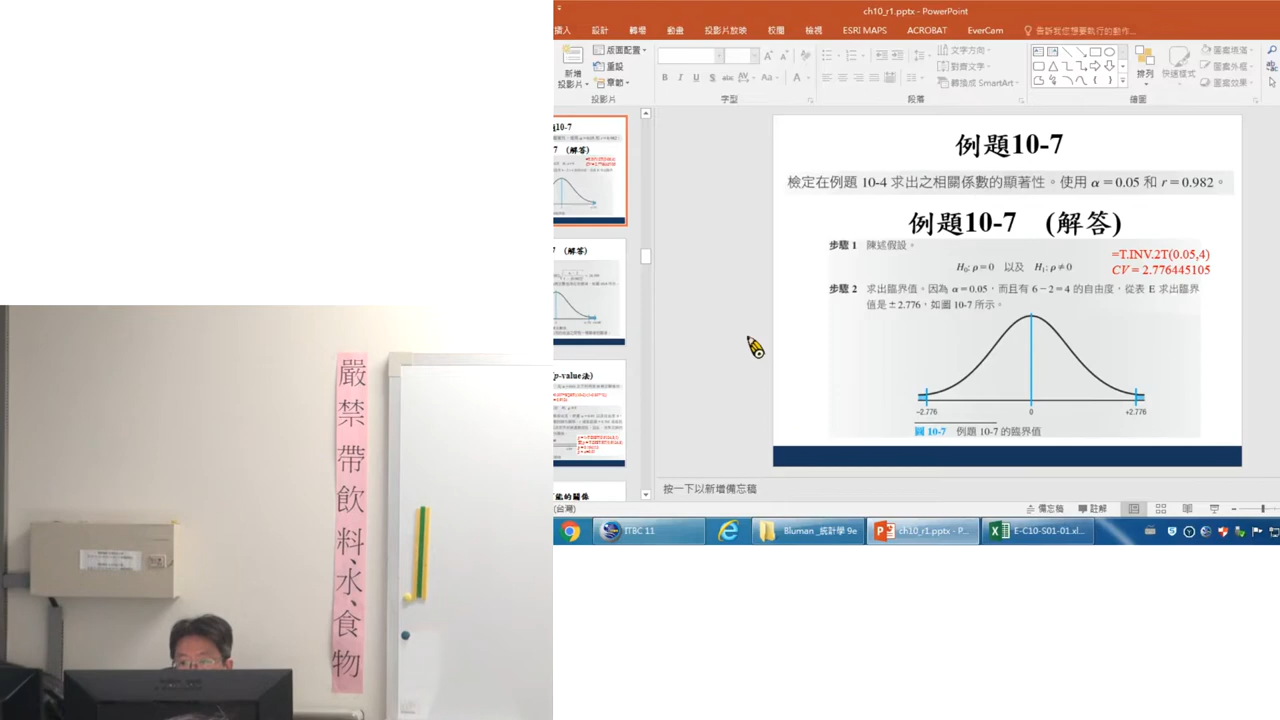 嚴禁帶飲料、水、食物
ch10_r1.pptx - PowerPoint
插入 設計 轉場 動畫 投影片放映 校閱 檢視 ESRI MAPS ACROBAT EverCam 告訴我您想要執行的動作...
版面配置
重設
章節
新增
投影片
文字方向
對齊文字
轉換成 SmartArt
排列
快速樣式
圖案填滿
圖案外框
圖案效果
投影片 字型 段落 繪圖
例題10-7
檢定在例題 10-4 求出之相關係數的顯著性。使用 α = 0.05 和 r = 0.982。
例題10-7 (解答)
步驟 1 陳述假設。
H₀: ρ = 0 以及 H₁: ρ ≠ 0
=T.INV.2T(0.05,4)
CV = 2.776445105
步驟 2 求出臨界值。因為 α = 0.05,而且有 6 − 2 = 4 的自由度,從表 E 求出臨界
值是 ± 2.776,如圖 10-7 所示。
−2.776 0 +2.776
圖 10-7 例題 10-7 的臨界值
按一下以新增備忘稿
(台灣) 備忘稿 註解
ITBC 11 Bluman _統計學 9e ch10_r1.pptx - P... E-C10-S01-01.xl...